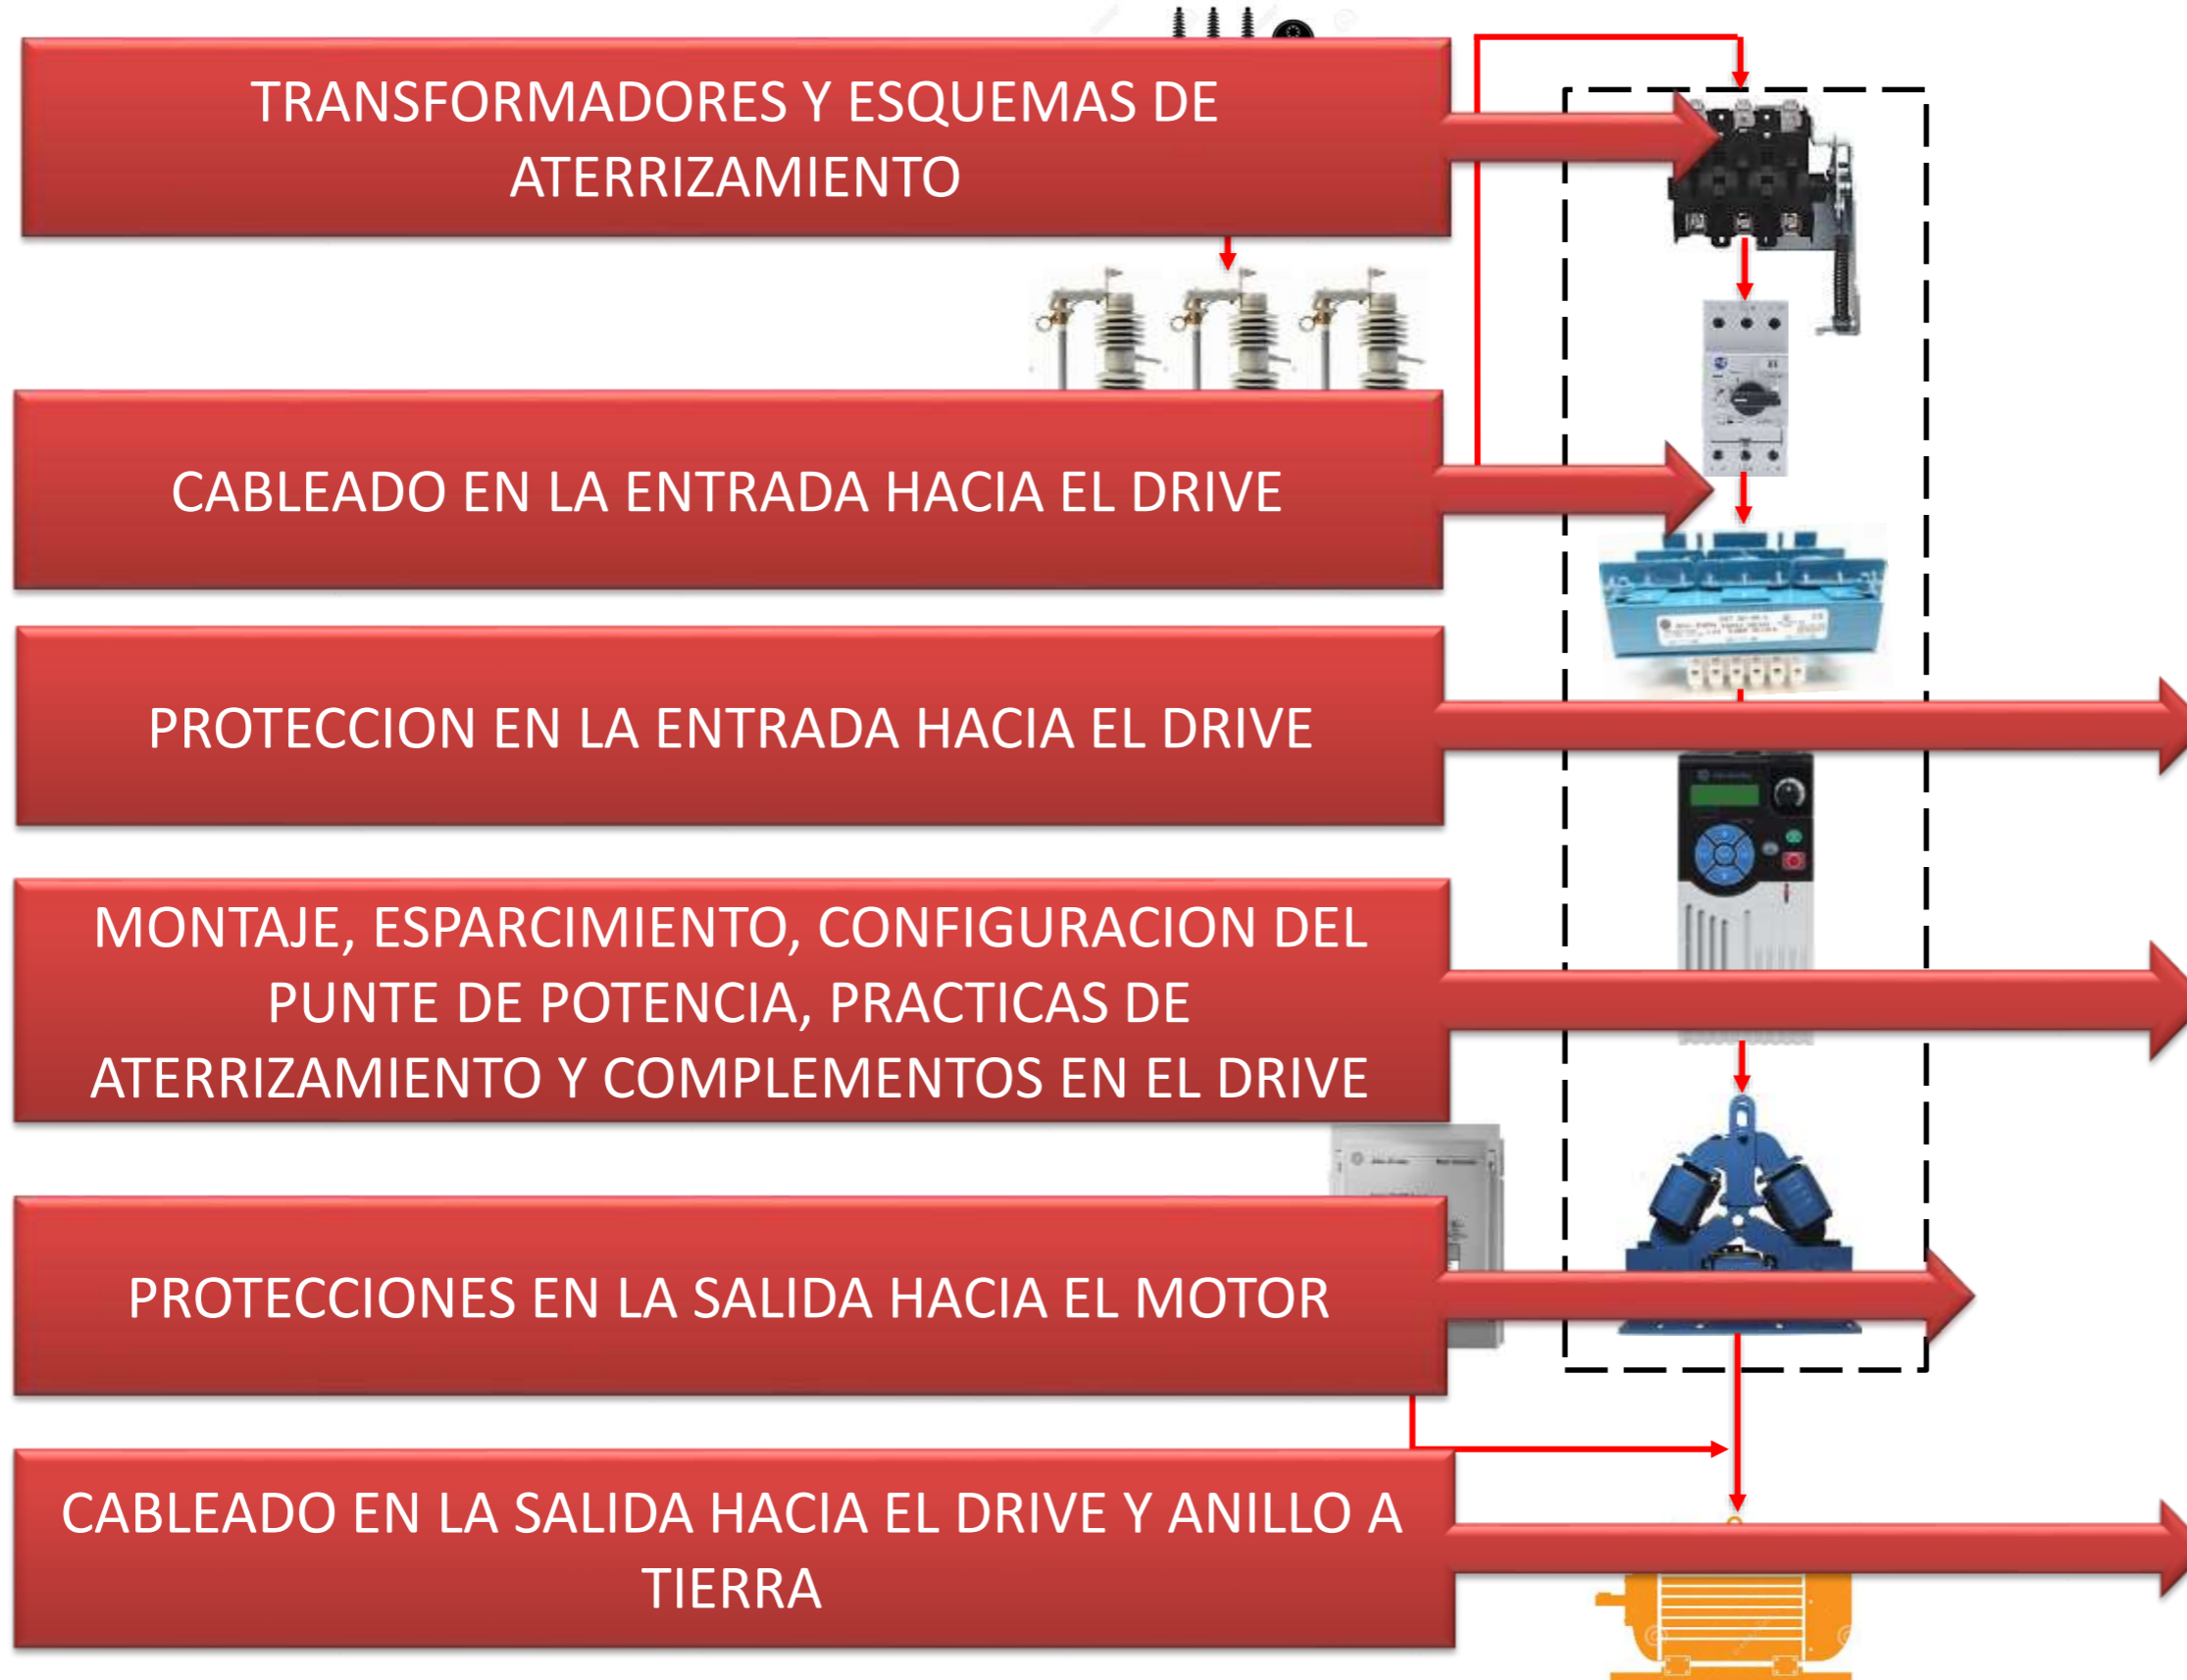 TRANSFORMADORES Y ESQUEMAS DE
ATERRIZAMIENTO
CABLEADO EN LA ENTRADA HACIA EL DRIVE
PROTECCION EN LA ENTRADA HACIA EL DRIVE
MONTAJE, ESPARCIMIENTO, CONFIGURACION DEL
PUNTE DE POTENCIA, PRACTICAS DE
ATERRIZAMIENTO Y COMPLEMENTOS EN EL DRIVE
PROTECCIONES EN LA SALIDA HACIA EL MOTOR
CABLEADO EN LA SALIDA HACIA EL DRIVE Y ANILLO A
TIERRA